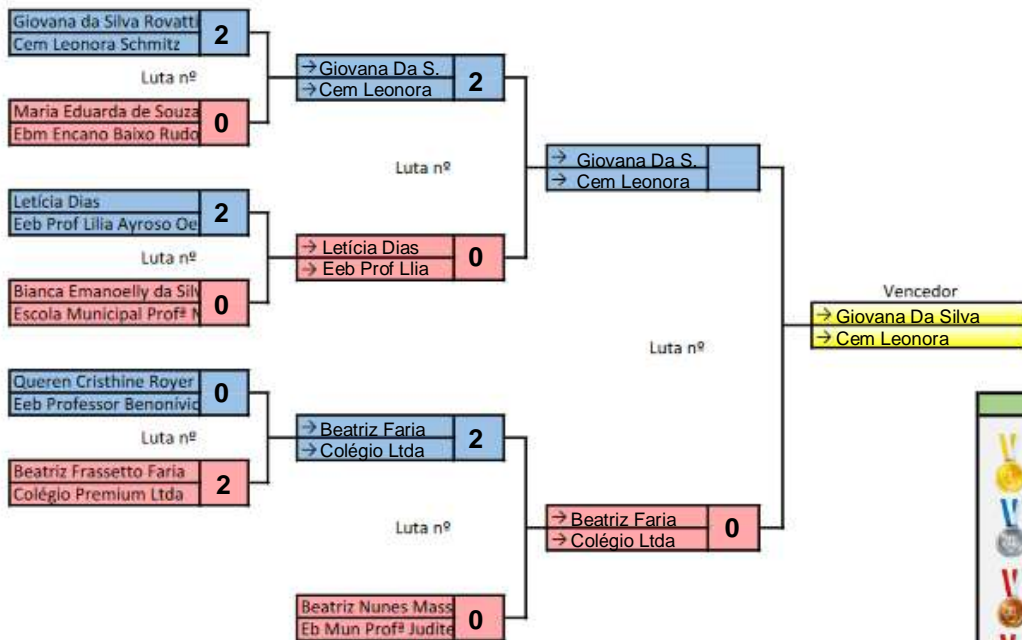 Giovana da Silva Rovatti
Cem Leonora Schmitz
2
Luta nº
Maria Eduarda de Souza
Ebm Encano Baixo Rudo
0
Letícia Dias
Eeb Prof Lilia Ayroso Oe
2
Luta nº
Bianca Emanoelly da Silv
Escola Municipal Profª N
0
Queren Cristhine Royer
Eeb Professor Benonívio
0
Luta nº
Beatriz Frassetto Faria
Colégio Premium Ltda
2
→ Giovana Da S.
→ Cem Leonora
2
Luta nº
→ Letícia Dias
→ Eeb Prof Llia
0
→ Beatriz Faria
→ Colégio Ltda
2
Luta nº
Beatriz Nunes Mass
Eb Mun Profª Judite
0
→ Giovana Da S.
→ Cem Leonora
Luta nº
→ Beatriz Faria
→ Colégio Ltda
0
Vencedor
→ Giovana Da Silva
→ Cem Leonora